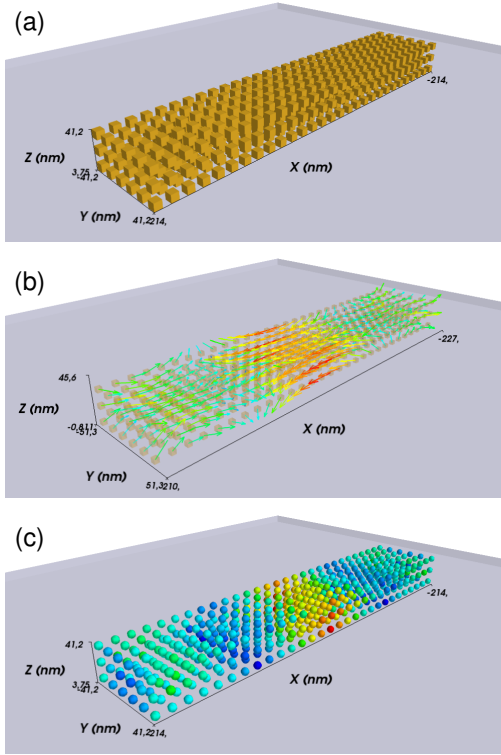 (a)
41,2
-214,
Z (nm)
3,75
-41,2
X (nm)
Y (nm)
41,2
214,
(b)
45,6
-227,
Z (nm)
-0,611
-51,3
X (nm)
Y (nm)
51,3
210,
(c)
41,2
-214,
Z (nm)
3,75
-41,2
X (nm)
Y (nm)
41,2
214,